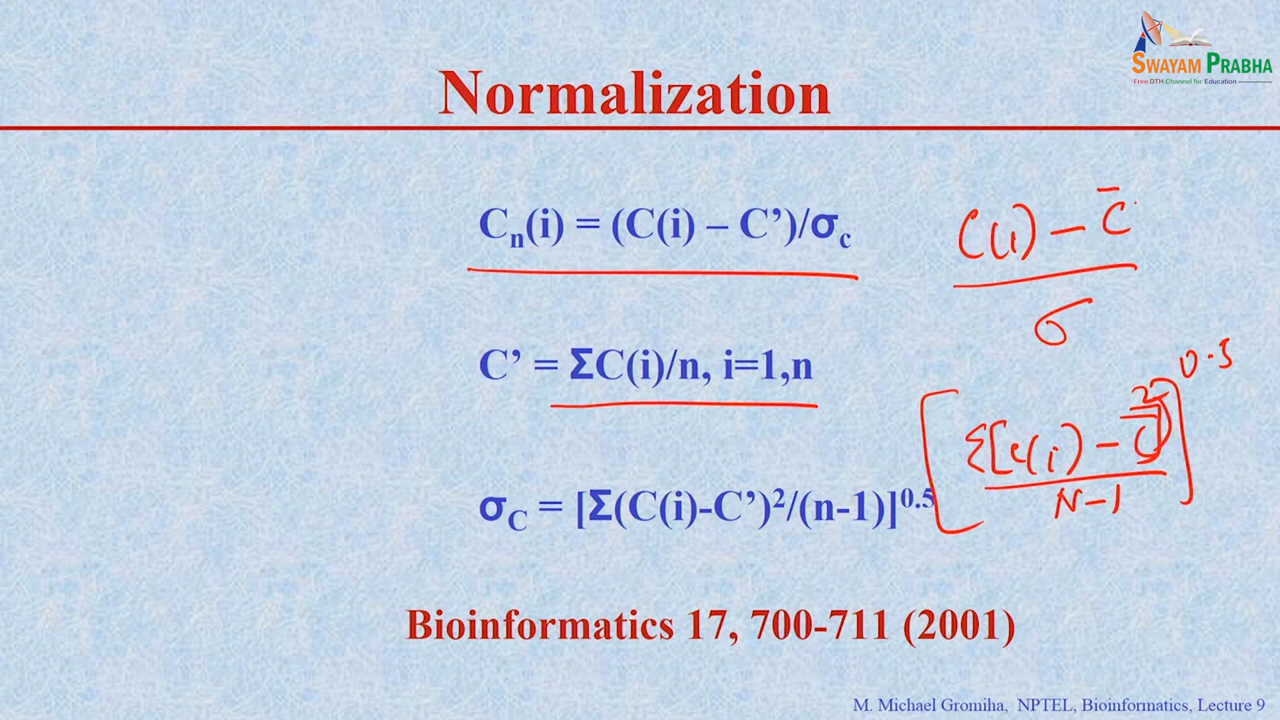 SWAYAM PRABHA
Free DTH Channel for Education
Normalization
Cn(i) = (C(i) – C’)/σc
C(i) – C̄
σ
C’ = ΣC(i)/n, i=1,n
[Σ[C(i) – C̄]²
N-1
]0.5
σC = [Σ(C(i)-C’)²/(n-1)]0.5
Bioinformatics 17, 700-711 (2001)
M. Michael Gromiha, NPTEL, Bioinformatics, Lecture 9